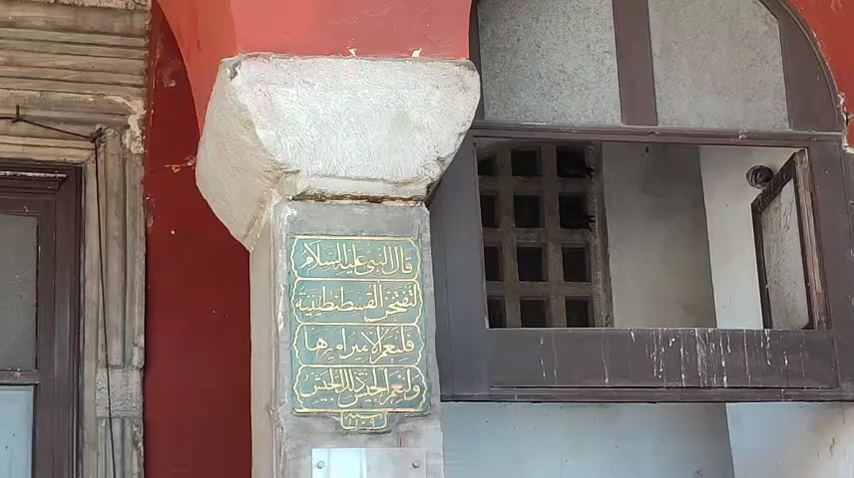 قال النبي عليه السلام
لتفتحن القسطنطينية
فلنعم الامير اميرها
ولنعم الجيش ذلك الجيش